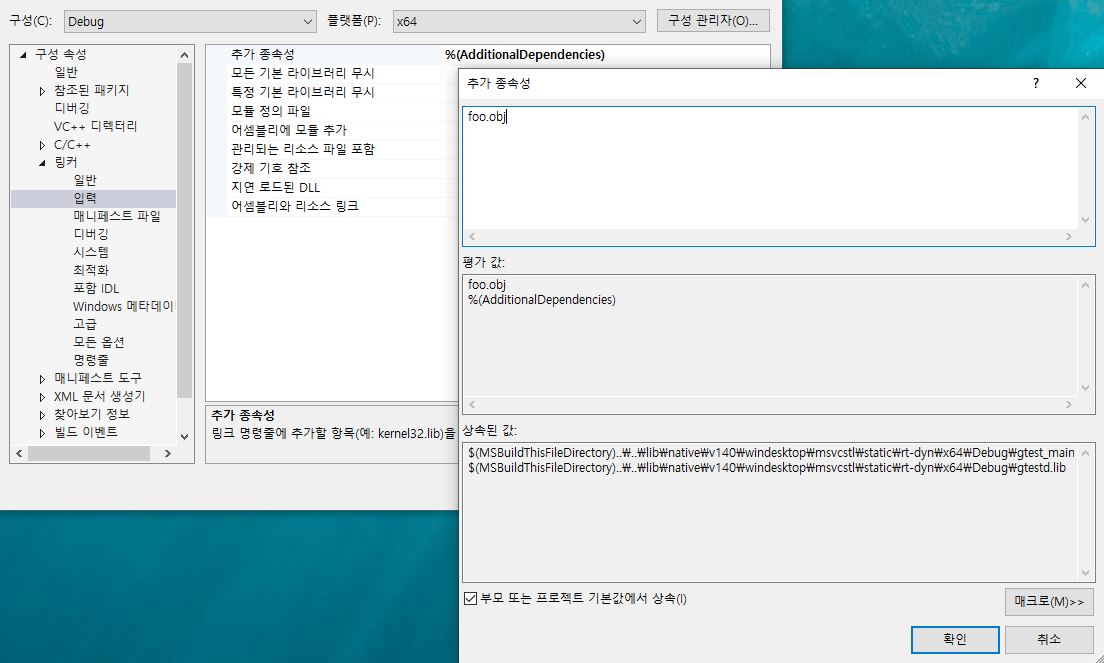 구성(C): Debug 플랫폼(P): x64 구성 관리자(O)...
구성 속성
일반
참조된 패키지
디버깅
VC++ 디렉터리
C/C++
링커
일반
입력
매니페스트 파일
디버깅
시스템
최적화
포함 IDL
Windows 메타데이
고급
모든 옵션
명령줄
매니페스트 도구
XML 문서 생성기
찾아보기 정보
빌드 이벤트
추가 종속성 %(AdditionalDependencies)
모든 기본 라이브러리 무시
특정 기본 라이브러리 무시
모듈 정의 파일
어셈블리에 모듈 추가
관리되는 리소스 파일 포함
강제 기호 참조
지연 로드된 DLL
어셈블리와 리소스 링크
추가 종속성
링크 명령줄에 추가할 항목(예: kernel32.lib)을
추가 종속성 ?
foo.obj
평가 값:
foo.obj
%(AdditionalDependencies)
상속된 값:
$(MSBuildThisFileDirectory)..₩..₩lib₩native₩v140₩windesktop₩msvcstl₩static₩rt-dyn₩x64₩Debug₩gtest_main
$(MSBuildThisFileDirectory)..₩..₩lib₩native₩v140₩windesktop₩msvcstl₩static₩rt-dyn₩x64₩Debug₩gtestd.lib
부모 또는 프로젝트 기본값에서 상속(I)
매크로(M)>>
확인 취소